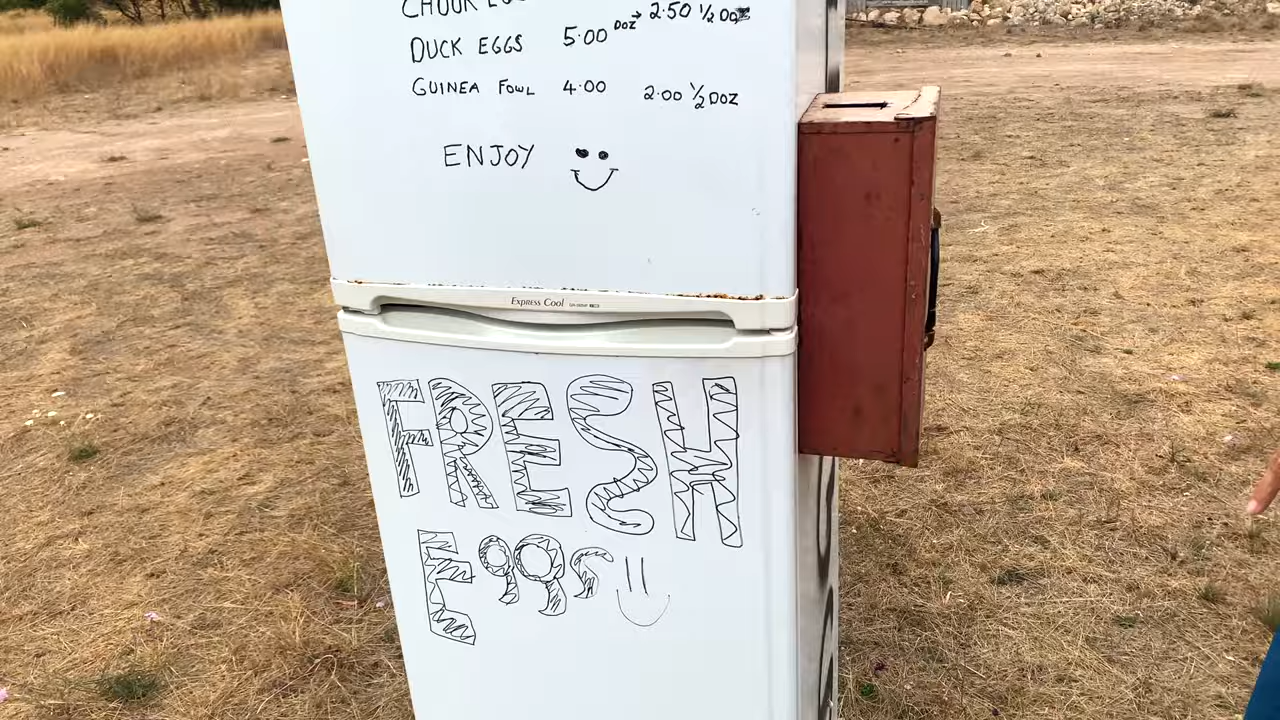 CHOOK
DUCK EGGS 5.00 DOZ 2.50 1/2 DOZ
GUINEA FOWL 4.00 2.00 1/2 DOZ
ENJOY
EXPRESS COOL
FRESH
Eggs